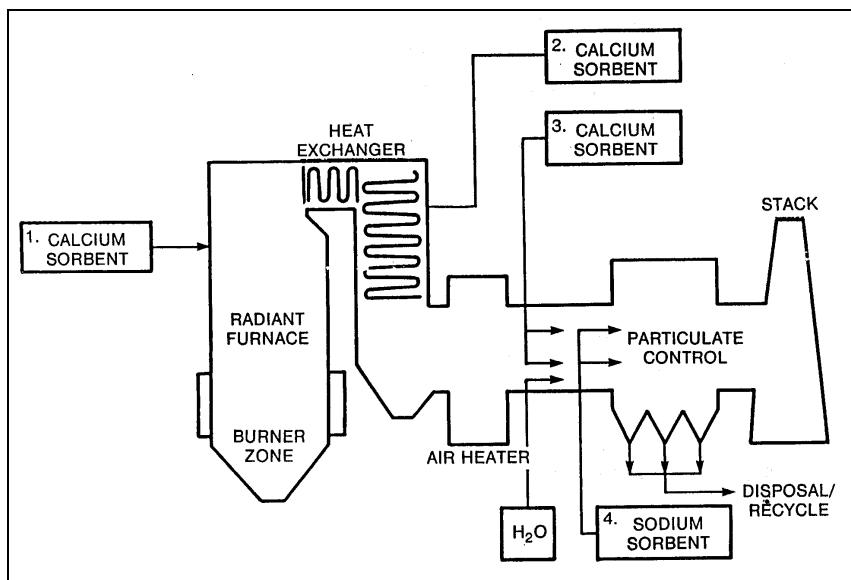 2. CALCIUM
SORBENT
3. CALCIUM
SORBENT
HEAT
EXCHANGER
STACK
1. CALCIUM
SORBENT
RADIANT
FURNACE
PARTICULATE
CONTROL
BURNER
ZONE
AIR HEATER
DISPOSAL/
RECYCLE
H₂O
4. SODIUM
SORBENT